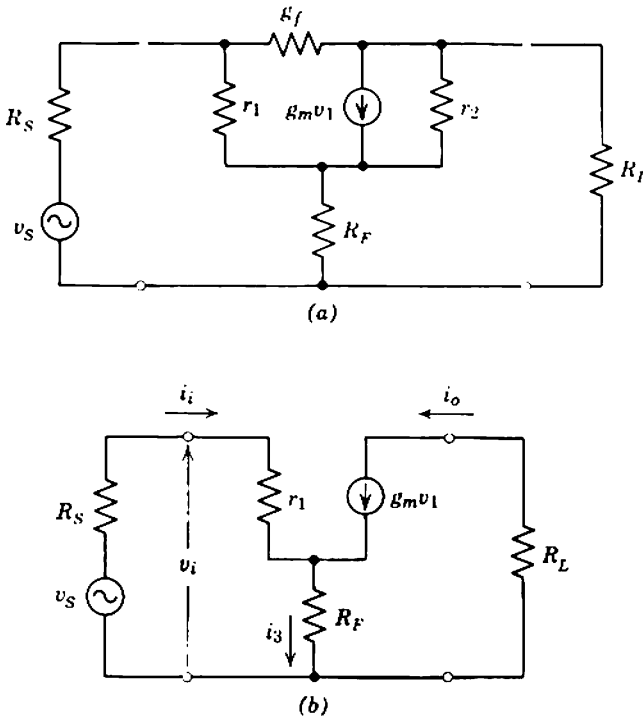 g_f
r_1
g_m v_1
r_2
R_S
v_S
R_F
(a)
i_i
i_o
r_1
g_m v_1
R_S
v_i
v_S
R_F
R_L
i_3
(b)